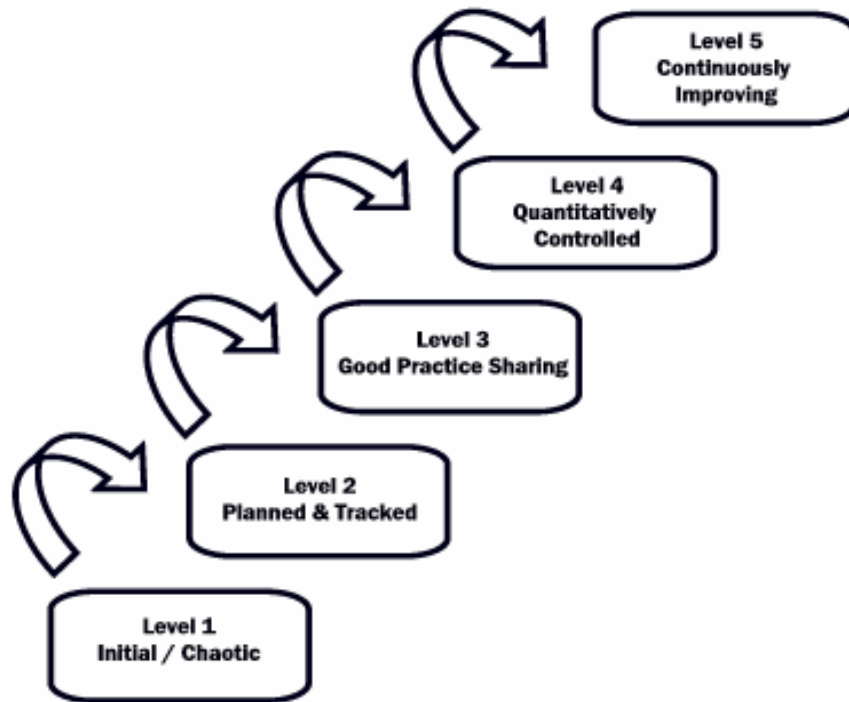 Level 5
Continuously
Improving
Level 4
Quantitatively
Controlled
Level 3
Good Practice Sharing
Level 2
Planned & Tracked
Level 1
Initial / Chaotic